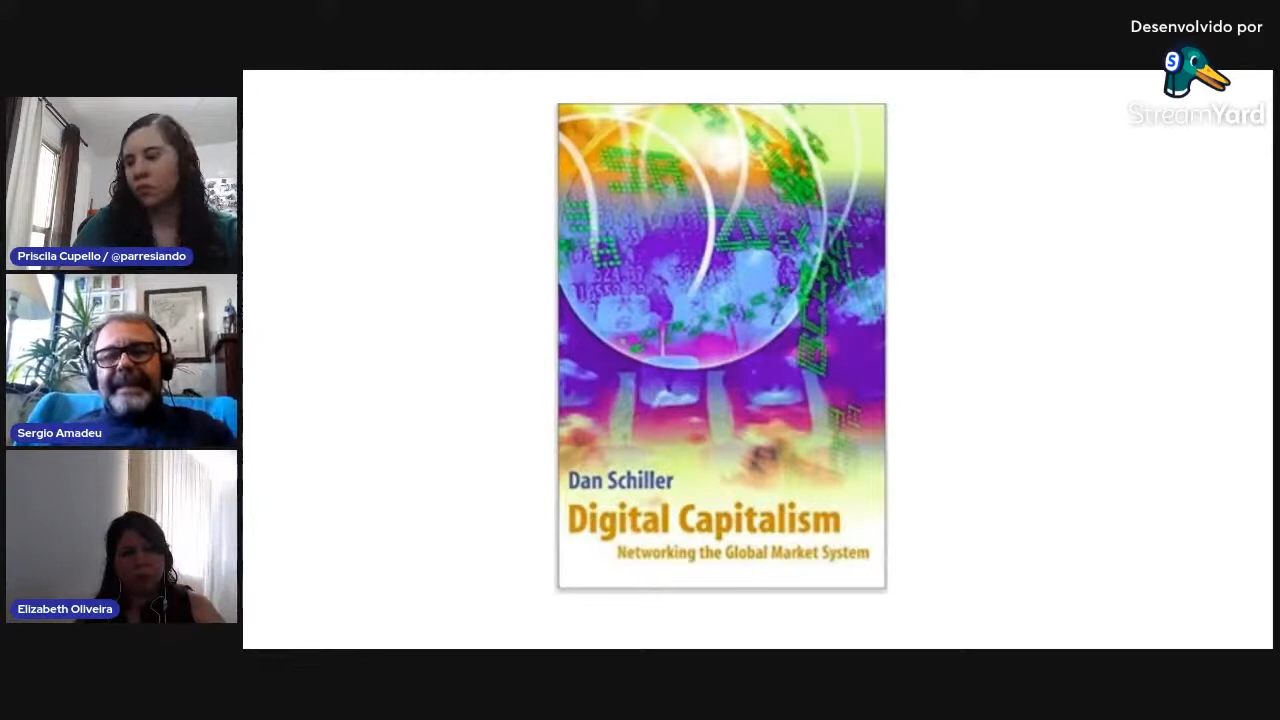 Desenvolvido por
StreamYard
Priscila Cupello / @parresiando
Sergio Amadeu
Elizabeth Oliveira
Dan Schiller
Digital Capitalism
Networking the Global Market System